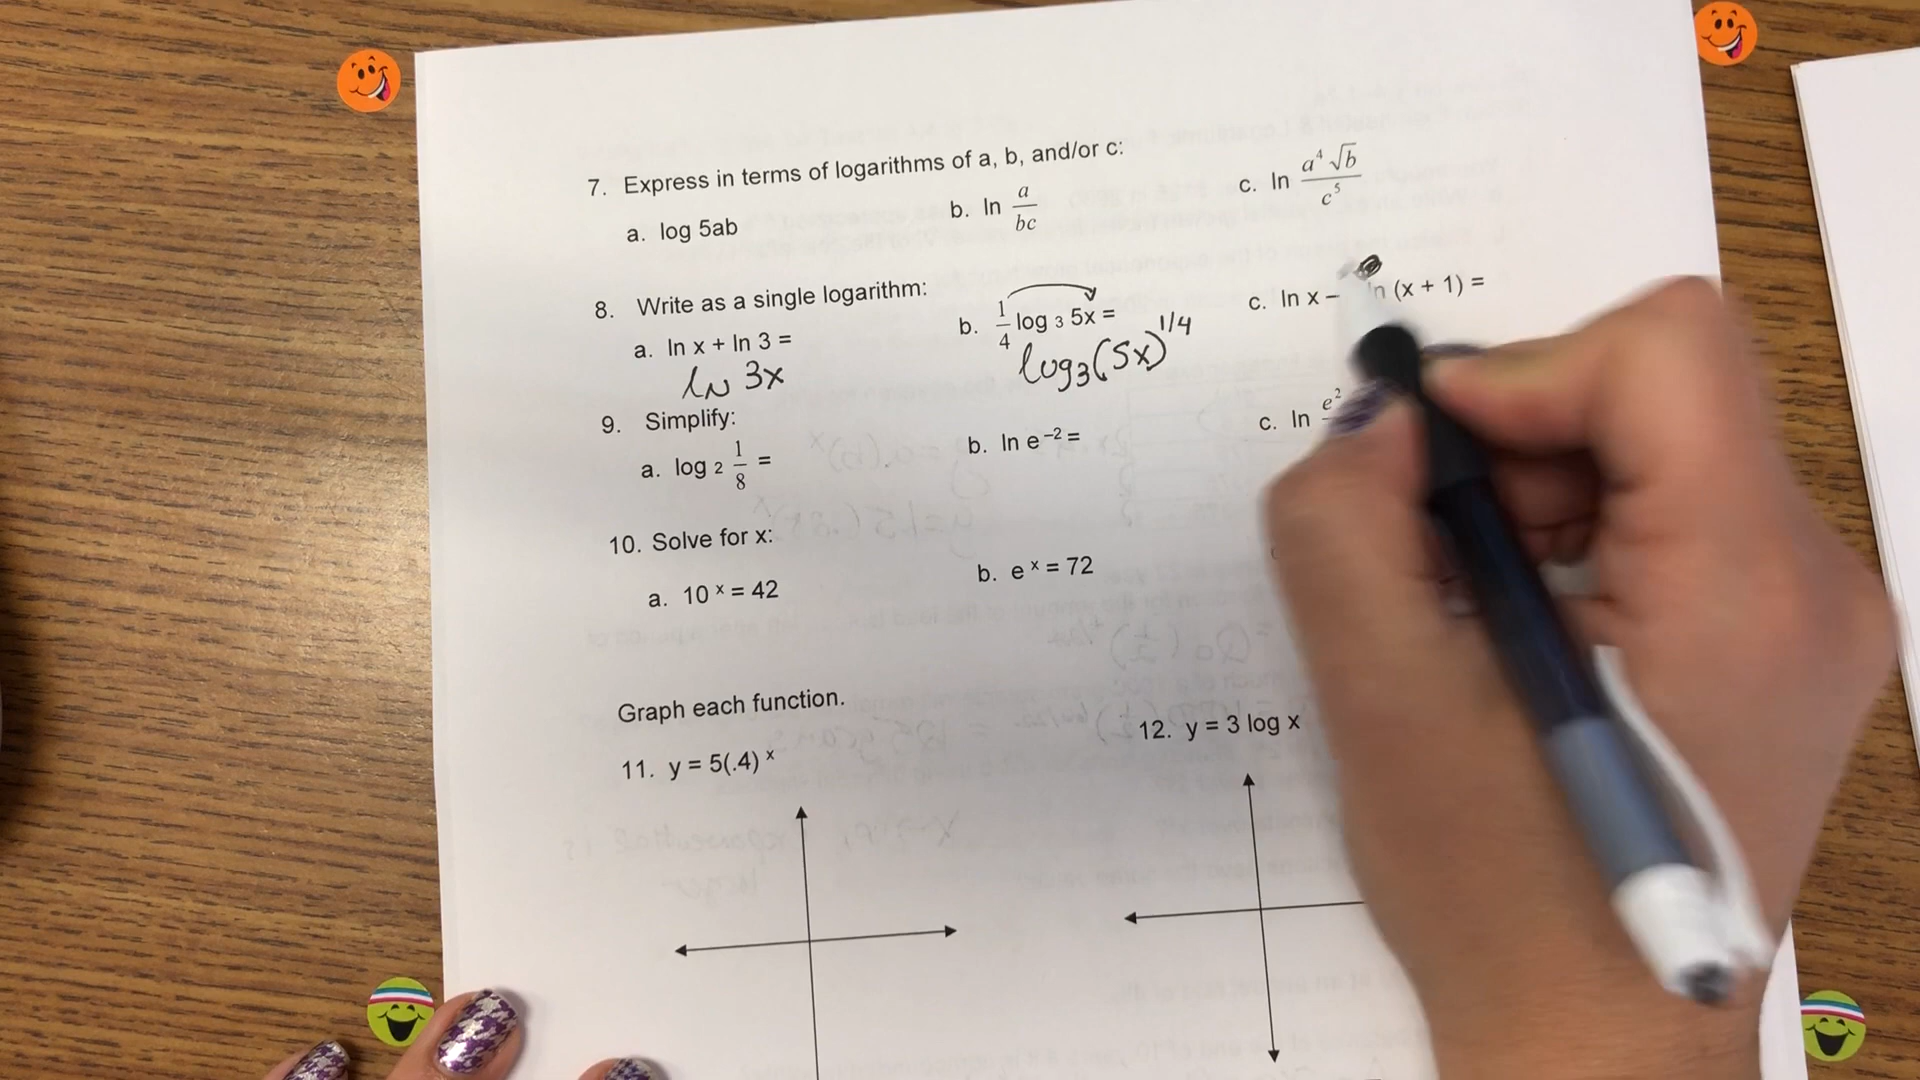 7. Express in terms of logarithms of a, b, and/or c:
a. log 5ab
b. ln a/bc
c. ln a⁴ √b / c⁵
8. Write as a single logarithm:
a. ln x + ln 3 =
ln 3x
b. 1/4 log ₃ 5x =
log₃(5x)^1/4
c. ln x – ln (x + 1) =
9. Simplify:
a. log ₂ 1/8 =
b. ln e⁻² =
c. ln e²
10. Solve for x:
a. 10 ˣ = 42
b. e ˣ = 72
Graph each function.
11. y = 5(.4) ˣ
12. y = 3 log x